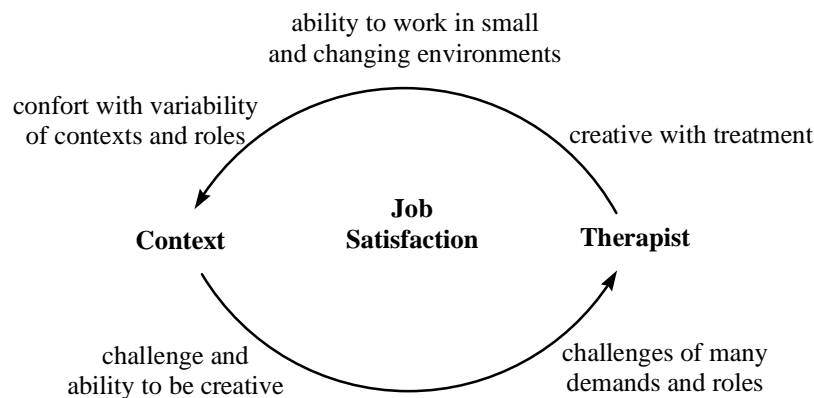 ability to work in small
and changing environments
confort with variability
of contexts and roles
creative with treatment
Job
Satisfaction
Context
Therapist
challenge and
ability to be creative
challenges of many
demands and roles